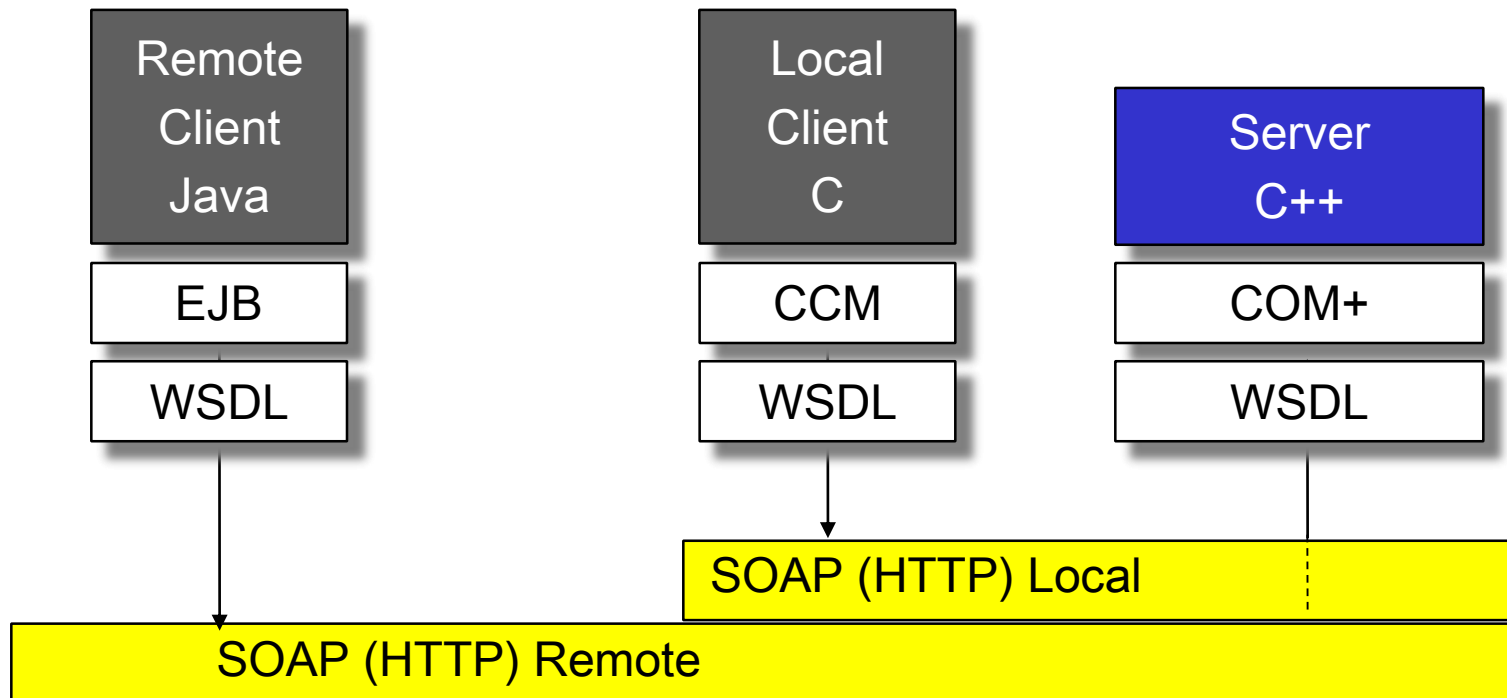 Remote
Client
Java
EJB
WSDL
Local
Client
C
CCM
WSDL
Server
C++
COM+
WSDL
SOAP (HTTP) Local
SOAP (HTTP) Remote